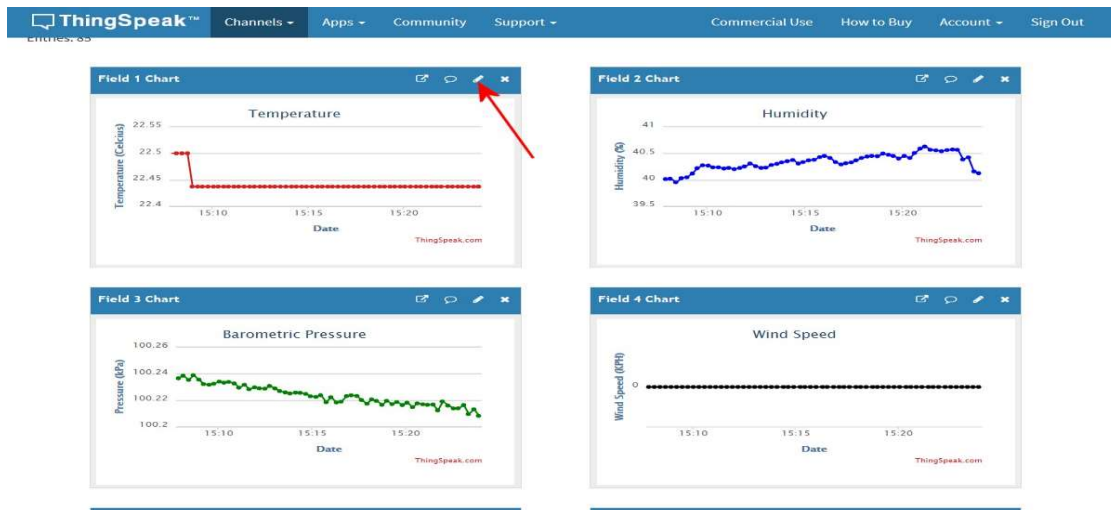 ThingSpeak™ Channels Apps Community Support Commercial Use How to Buy Account Sign Out
Entries: 85
Field 1 Chart
Temperature
Temperature (Celcius)
22.55
22.5
22.45
22.4
15:10 15:15 15:20
Date
ThingSpeak.com
Field 2 Chart
Humidity
Humidity (%)
41
40.5
40
39.5
15:10 15:15 15:20
Date
ThingSpeak.com
Field 3 Chart
Barometric Pressure
Pressure (kPa)
100.26
100.24
100.22
100.2
15:10 15:15 15:20
Date
ThingSpeak.com
Field 4 Chart
Wind Speed
Wind Speed (KPH)
0
15:10 15:15 15:20
Date
ThingSpeak.com